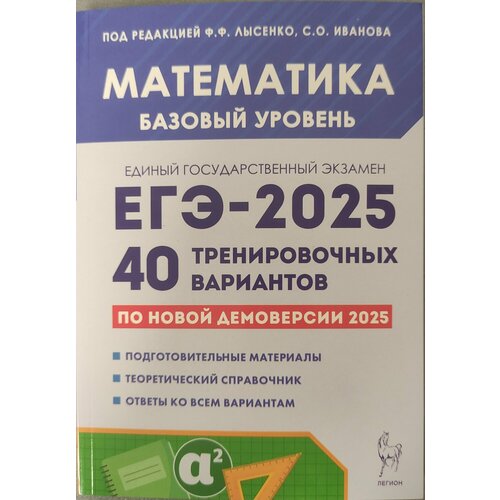 ПОД РЕДАКЦИЕЙ Ф.Ф. ЛЫСЕНКО, С.О. ИВАНОВА
МАТЕМАТИКА
БАЗОВЫЙ УРОВЕНЬ
ЕДИНЫЙ ГОСУДАРСТВЕННЫЙ ЭКЗАМЕН
ЕГЭ-2025
40 ТРЕНИРОВОЧНЫХ
ВАРИАНТОВ
ПО НОВОЙ ДЕМОВЕРСИИ 2025
ПОДГОТОВИТЕЛЬНЫЕ МАТЕРИАЛЫ
ТЕОРЕТИЧЕСКИЙ СПРАВОЧНИК
ОТВЕТЫ КО ВСЕМ ВАРИАНТАМ
α²
ЛЕГИОН